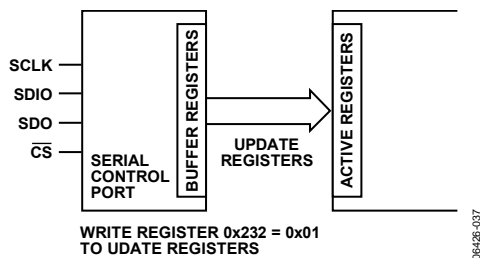 SCLK
SDIO
SDO
CS
SERIAL
CONTROL
PORT
BUFFER REGISTERS
UPDATE
REGISTERS
ACTIVE REGISTERS
WRITE REGISTER 0x232 = 0x01
TO UDATE REGISTERS
06426-037